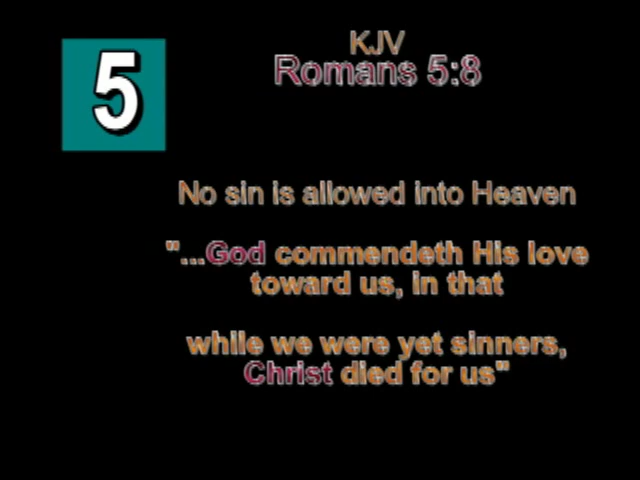 5
KJV
Romans 5:8
No sin is allowed into Heaven
"...God commendeth His love
toward us, in that
while we were yet sinners,
Christ died for us"